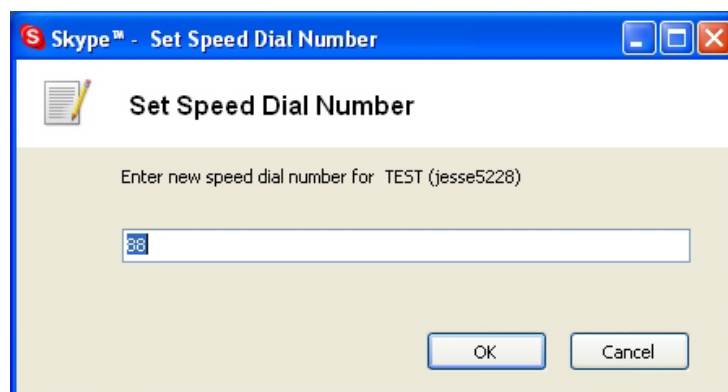 Skype™ - Set Speed Dial Number
Set Speed Dial Number
Enter new speed dial number for TEST (jesse5228)
88
OK Cancel